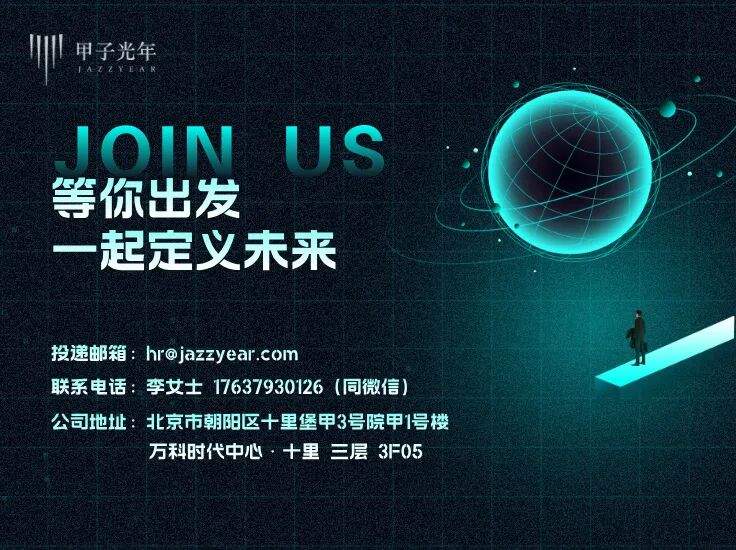 甲子光年
JAZZYEAR
JOIN US
等你出发
一起定义未来
投递邮箱：hr@jazzyear.com
联系电话：李女士 17637930126（同微信）
公司地址：北京市朝阳区十里堡甲3号院甲1号楼
万科时代中心·十里 三层 3F05